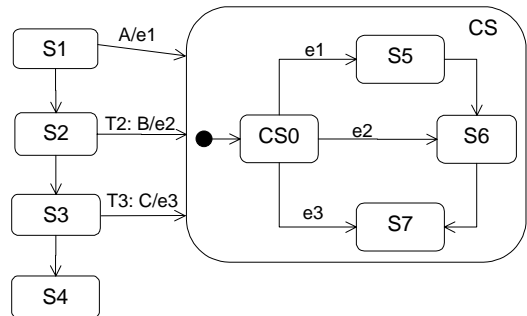 S1
A/e1
CS
e1
S5
S2
T2: B/e2
CS0
e2
S6
S3
T3: C/e3
e3
S7
S4